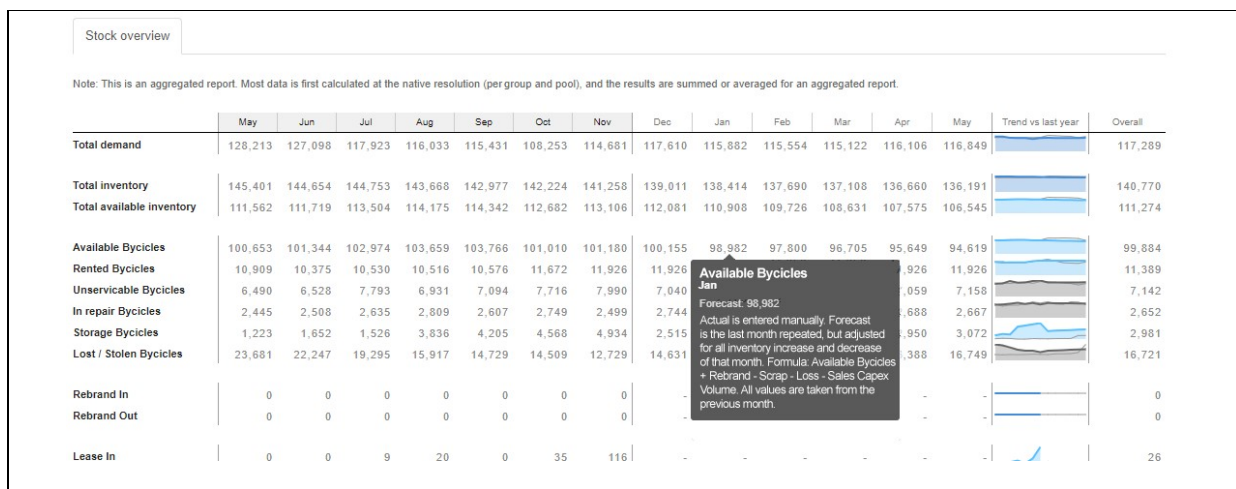 Stock overview
Note: This is an aggregated report. Most data is first calculated at the native resolution (per group and pool), and the results are summed or averaged for an aggregated report.
May Jun Jul Aug Sep Oct Nov Dec Jan Feb Mar Apr May Trend vs last year Overall
Total demand 128,213 127,098 117,923 116,033 115,431 108,253 114,681 117,610 115,882 115,554 115,122 116,106 116,849 117,289
Total inventory 145,401 144,654 144,753 143,668 142,977 142,224 141,258 139,011 138,414 137,690 137,108 136,660 136,191 140,770
Total available inventory 111,562 111,719 113,504 114,175 114,342 112,682 113,106 112,081 110,908 109,726 108,631 107,575 106,545 111,274
Available Bycicles 100,653 101,344 102,974 103,659 103,766 101,010 101,180 100,155 98,982 97,800 96,705 95,649 94,619 99,884
Rented Bycicles 10,909 10,375 10,530 10,516 10,576 11,672 11,926 11,926 ,926 11,926 11,389
Unservicable Bycicles 6,490 6,528 7,793 6,931 7,094 7,716 7,990 7,040 ,059 7,158 7,142
In repair Bycicles 2,445 2,508 2,635 2,809 2,607 2,749 2,499 2,744 ,688 2,667 2,652
Storage Bycicles 1,223 1,652 1,526 3,836 4,205 4,568 4,934 2,515 ,950 3,072 2,981
Lost / Stolen Bycicles 23,681 22,247 19,295 15,917 14,729 14,509 12,729 14,631 ,388 16,749 16,721
Available Bycicles
Jan
Forecast: 98,982
Actual is entered manually. Forecast
is the last month repeated, but adjusted
for all inventory increase and decrease
of that month. Formula: Available Bycicles
+ Rebrand - Scrap - Loss - Sales Capex
Volume. All values are taken from the
previous month.
Rebrand In 0 0 0 0 0 0 0 - - - 0
Rebrand Out 0 0 0 0 0 0 0 - - - 0
Lease In 0 0 9 20 0 35 116 - - - - - - 26